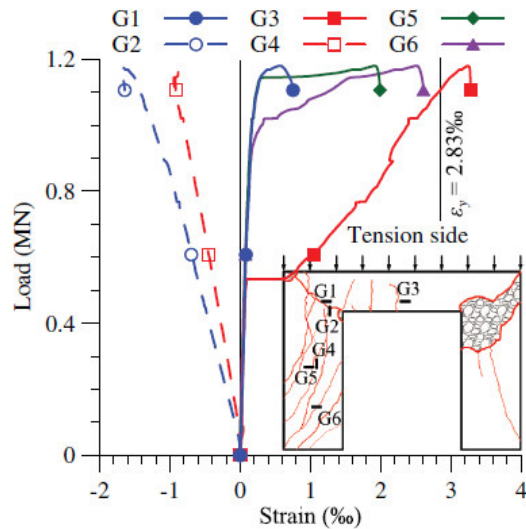 G1 G3 G5
G2 G4 G6
1.2
0.8
0.4
0
Load (MN)
εy = 2.83‰
Tension side
G1
G3
G2
G4
G5
G6
-2 -1 0 1 2 3 4
Strain (‰)